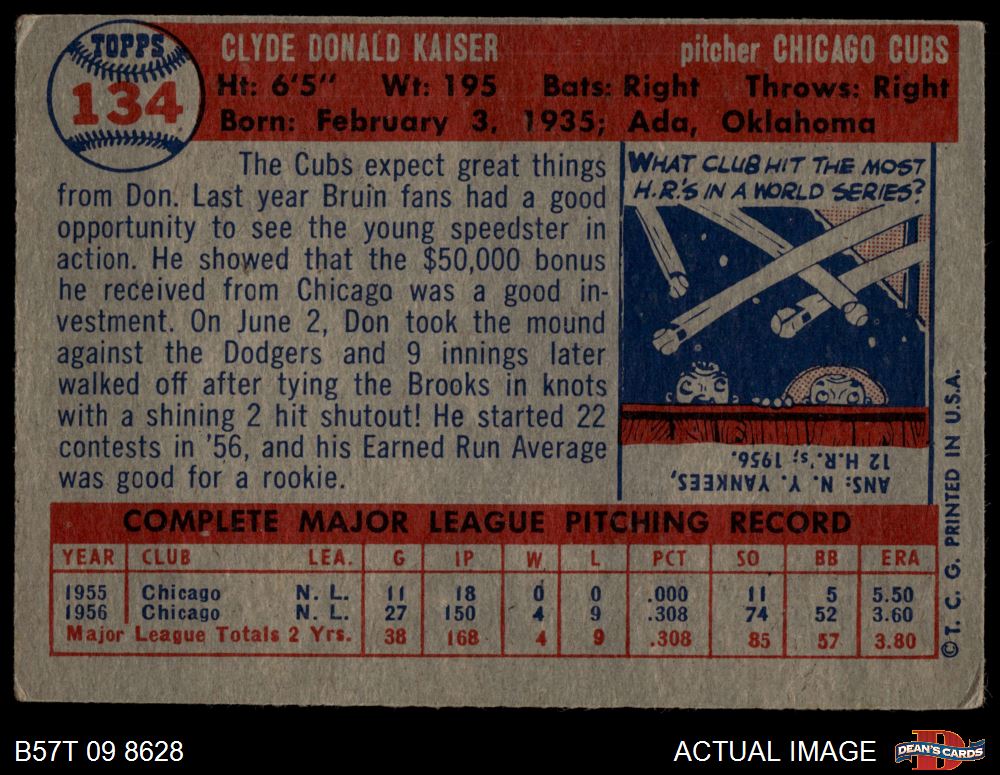 TOPPS
134
CLYDE DONALD KAISER pitcher CHICAGO CUBS
Ht: 6'5" Wt: 195 Bats: Right Throws: Right
Born: February 3, 1935; Ada, Oklahoma
The Cubs expect great things
from Don. Last year Bruin fans had a good
opportunity to see the young speedster in
action. He showed that the $50,000 bonus
he received from Chicago was a good in-
vestment. On June 2, Don took the mound
against the Dodgers and 9 innings later
walked off after tying the Brooks in knots
with a shining 2 hit shutout! He started 22
contests in '56, and his Earned Run Average
was good for a rookie.
WHAT CLUB HIT THE MOST
H.R.'S IN A WORLD SERIES?
ANS: N. Y. YANKEES,
12 H.R.'s; 1956.
COMPLETE MAJOR LEAGUE PITCHING RECORD
YEAR CLUB LEA. G IP W L PCT SO BB ERA
1955 Chicago N. L. 11 18 0 0 .000 11 5 5.50
1956 Chicago N. L. 27 150 4 9 .308 74 52 3.60
Major League Totals 2 Yrs. 38 168 4 9 .308 85 57 3.80
© T. C. G. PRINTED IN U.S.A.
B57T 09 8628 ACTUAL IMAGE
D
DEAN'S CARDS